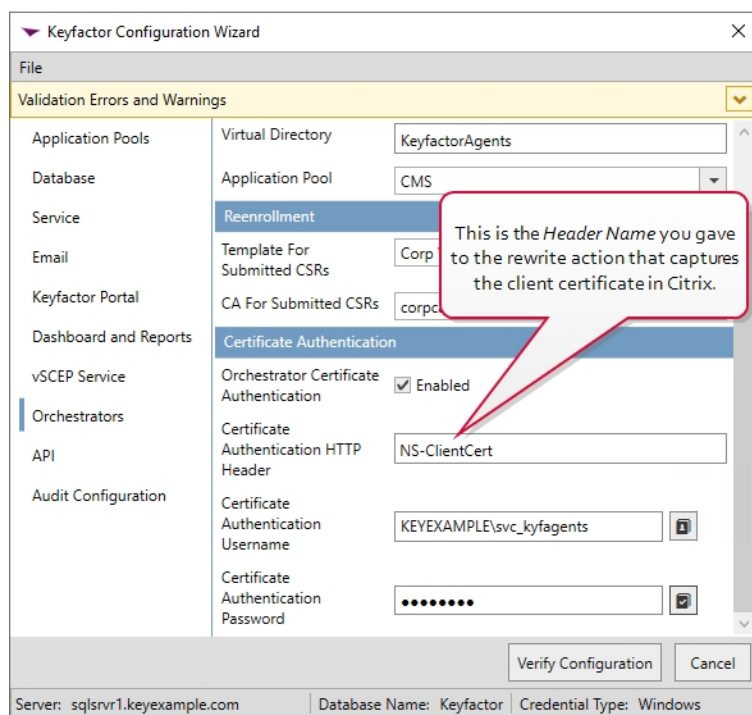 Keyfactor Configuration Wizard
File
Validation Errors and Warnings
Application Pools
Database
Service
Email
Keyfactor Portal
Dashboard and Reports
vSCEP Service
Orchestrators
API
Audit Configuration
Virtual Directory
KeyfactorAgents
Application Pool
CMS
Reenrollment
Template For
Submitted CSRs
Corp
CA For Submitted CSRs
corpc
This is the Header Name you gave
to the rewrite action that captures
the client certificate in Citrix.
Certificate Authentication
Orchestrator Certificate
Authentication
Enabled
Certificate
Authentication HTTP
Header
NS-ClientCert
Certificate
Authentication
Username
KEYEXAMPLE\svc_kyfagents
Certificate
Authentication
Password
●●●●●●●●
Verify Configuration
Cancel
Server: sqlsrvr1.keyexample.com
Database Name: Keyfactor
Credential Type: Windows